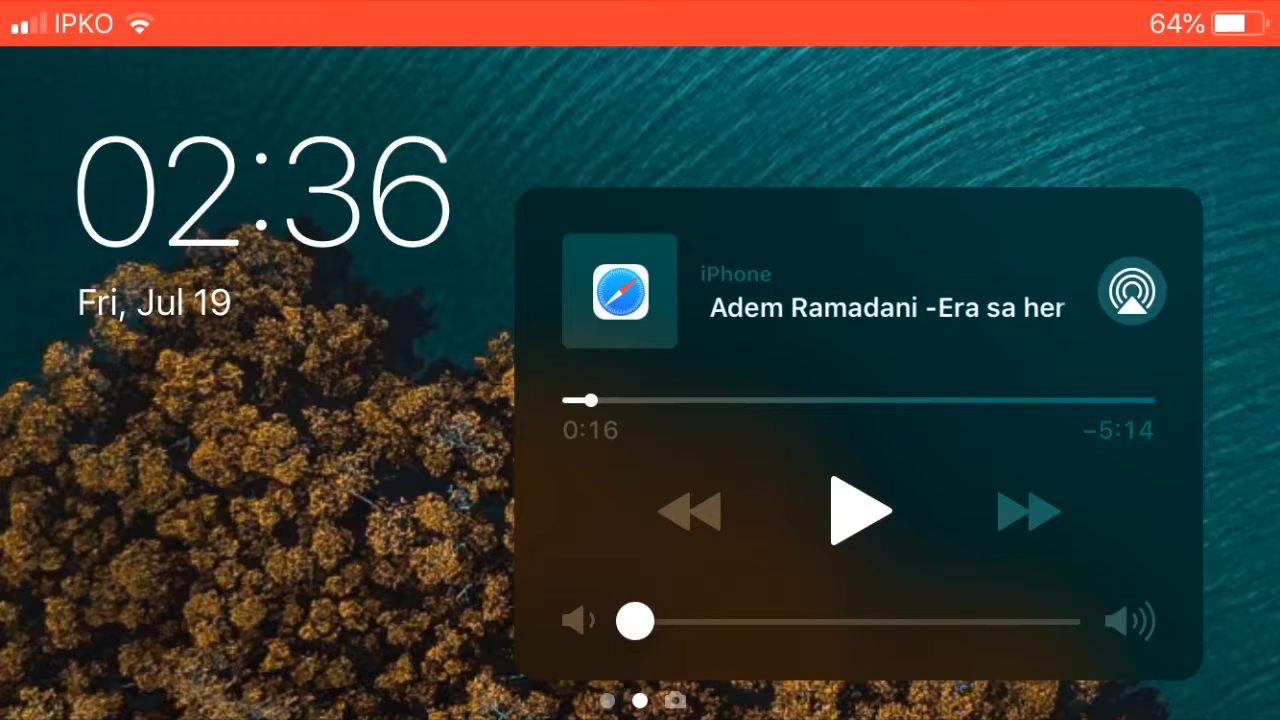 IPKO
64%
02:36
Fri, Jul 19
iPhone
Adem Ramadani -Era sa her
0:16
−5:14